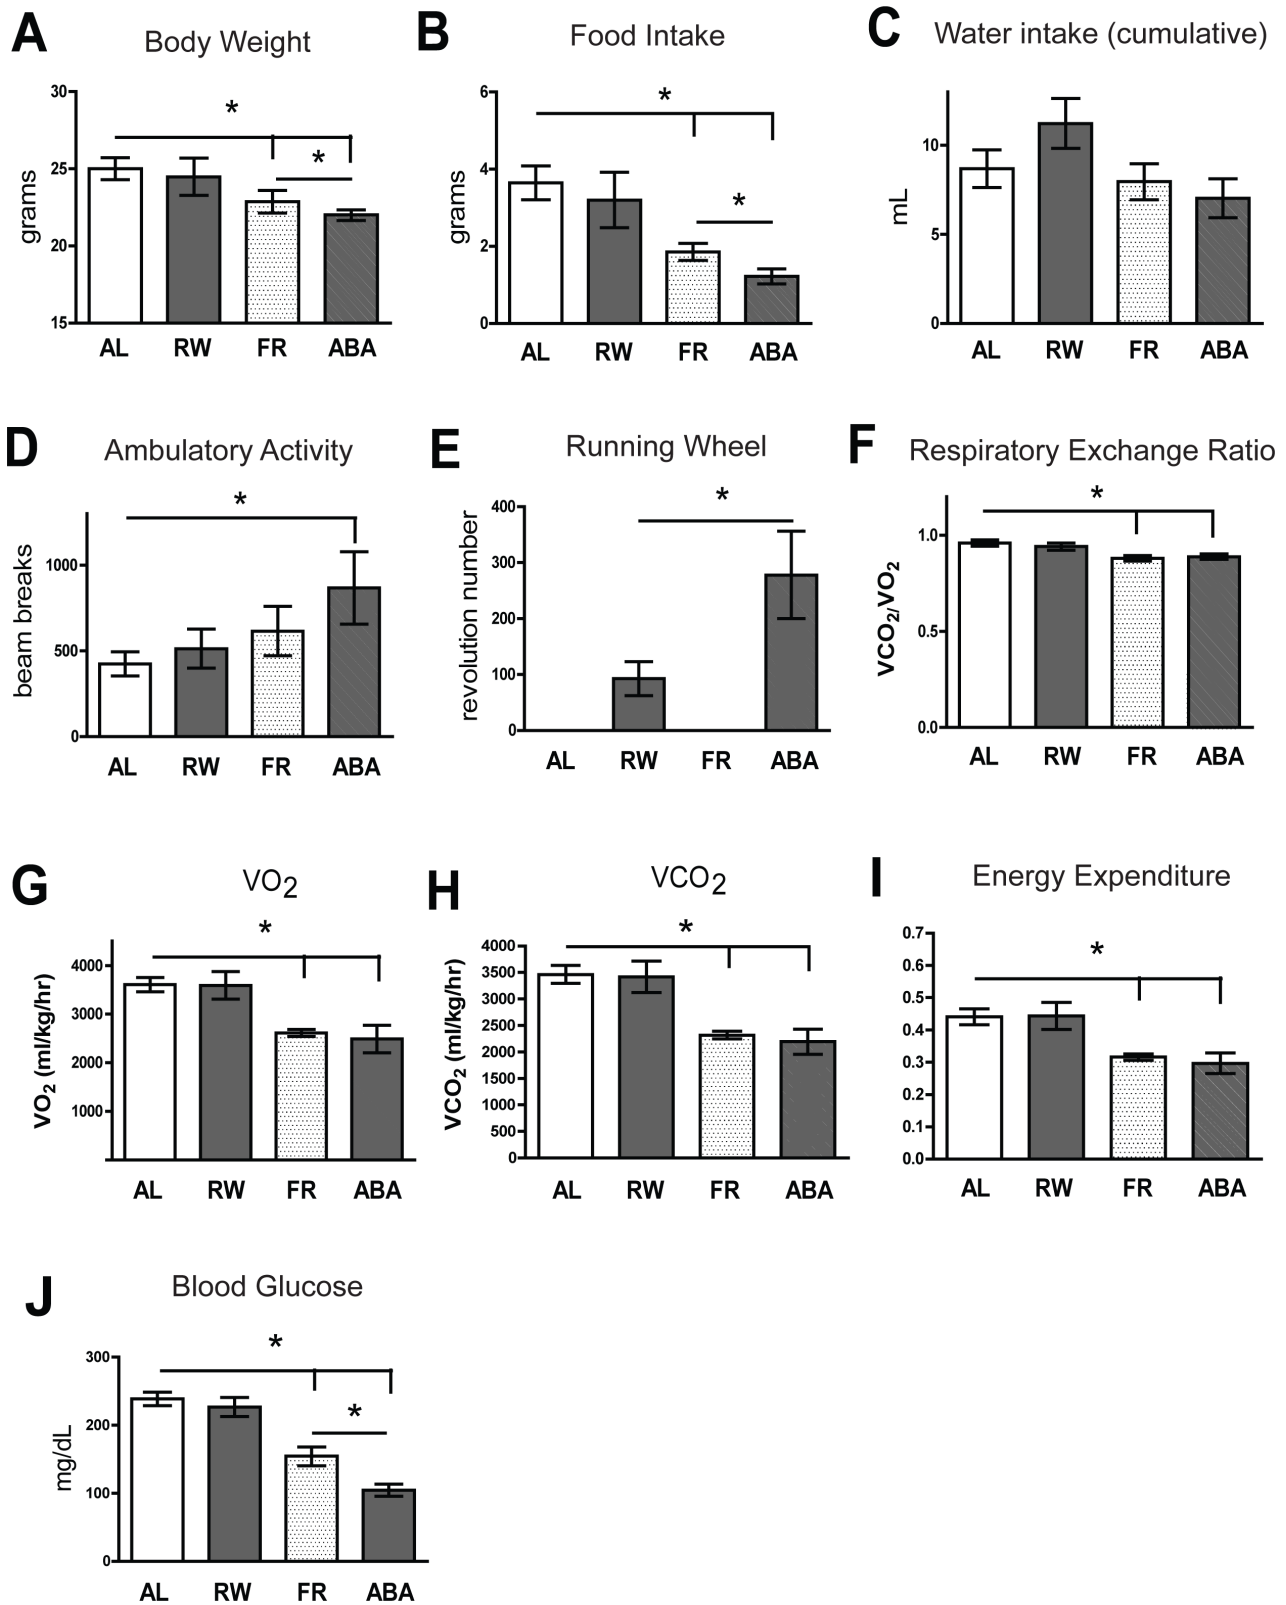 A
Body Weight
grams
30
25
20
15
*
*
AL RW FR ABA
B
Food Intake
grams
6
4
2
0
*
*
AL RW FR ABA
C
Water intake (cumulative)
mL
10
5
0
AL RW FR ABA
D
Ambulatory Activity
beam breaks
1000
500
0
*
AL RW FR ABA
E
Running Wheel
revolution number
400
300
200
100
0
*
AL RW FR ABA
F
Respiratory Exchange Ratio
VCO2/VO2
1.0
0.5
0.0
*
AL RW FR ABA
G
VO2
VO2 (ml/kg/hr)
4000
3000
2000
1000
*
AL RW FR ABA
H
VCO2
VCO2 (ml/kg/hr)
4000
3500
3000
2500
2000
1500
1000
500
0
*
AL RW FR ABA
I
Energy Expenditure
0.7
0.6
0.5
0.4
0.3
0.2
0.1
0.0
*
AL RW FR ABA
J
Blood Glucose
mg/dL
300
200
100
0
*
*
AL RW FR ABA